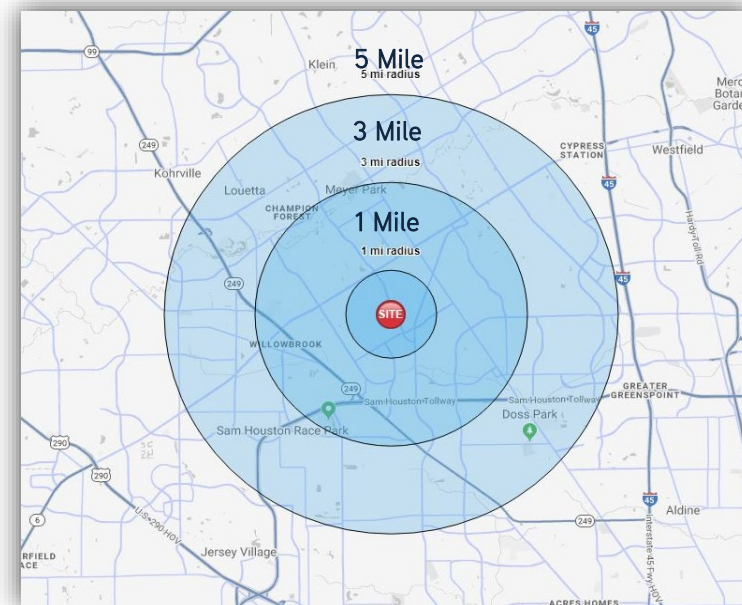 45
99
Klein
5 Mile
5 mi radius
249
3 Mile
CYPRESS
STATION
Westfield
3 mi radius
Kohrville
45
Louetta
Meyer Park
CHAMPION
FOREST
1 Mile
1 mi radius
Hardy Toll Rd
249
45
SITE
WILLOWBROOK
249
Sam Houston Tollway
Sam Houston Tollway
GREATER
GREENSPOINT
Doss Park
Sam Houston Race Park
290
290
45
6
U.S. 290 HOV
249
Aldine
Jersey Village
Interstate 45 Fwy HOV
ACRES HOMES